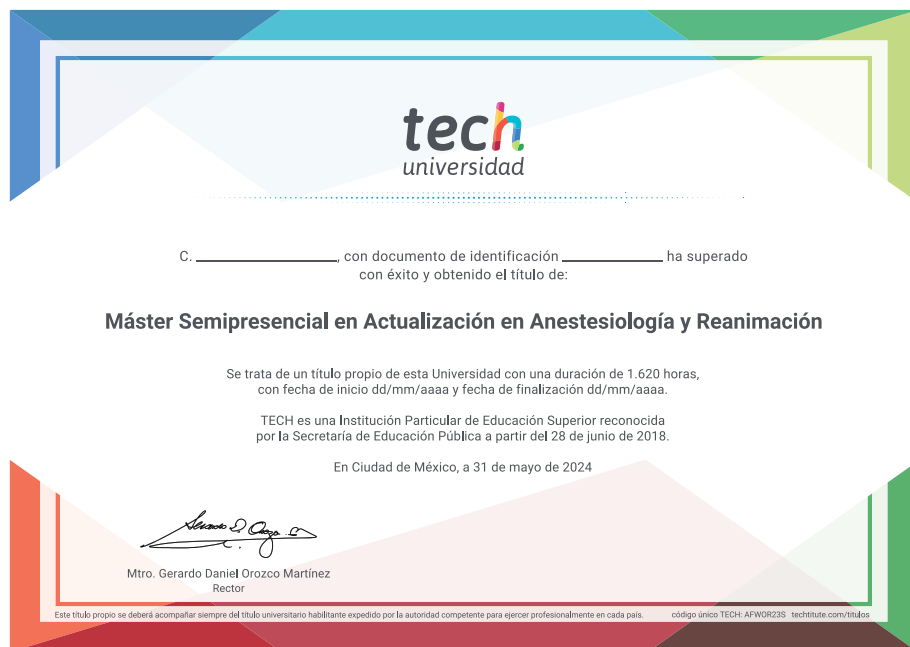 tech
universidad
C. ____________, con documento de identificación ____________ ha superado
con éxito y obtenido el título de:
Máster Semipresencial en Actualización en Anestesiología y Reanimación
Se trata de un título propio de esta Universidad con una duración de 1.620 horas,
con fecha de inicio dd/mm/aaaa y fecha de finalización dd/mm/aaaa.
TECH es una Institución Particular de Educación Superior reconocida
por la Secretaría de Educación Pública a partir del 28 de junio de 2018.
En Ciudad de México, a 31 de mayo de 2024
Mtro. Gerardo Daniel Orozco Martínez
Rector
Este título propio se deberá acompañar siempre del título universitario habilitante expedido por la autoridad competente para ejercer profesionalmente en cada país. código único TECH: AFWOR23S techtitute.com/titulos